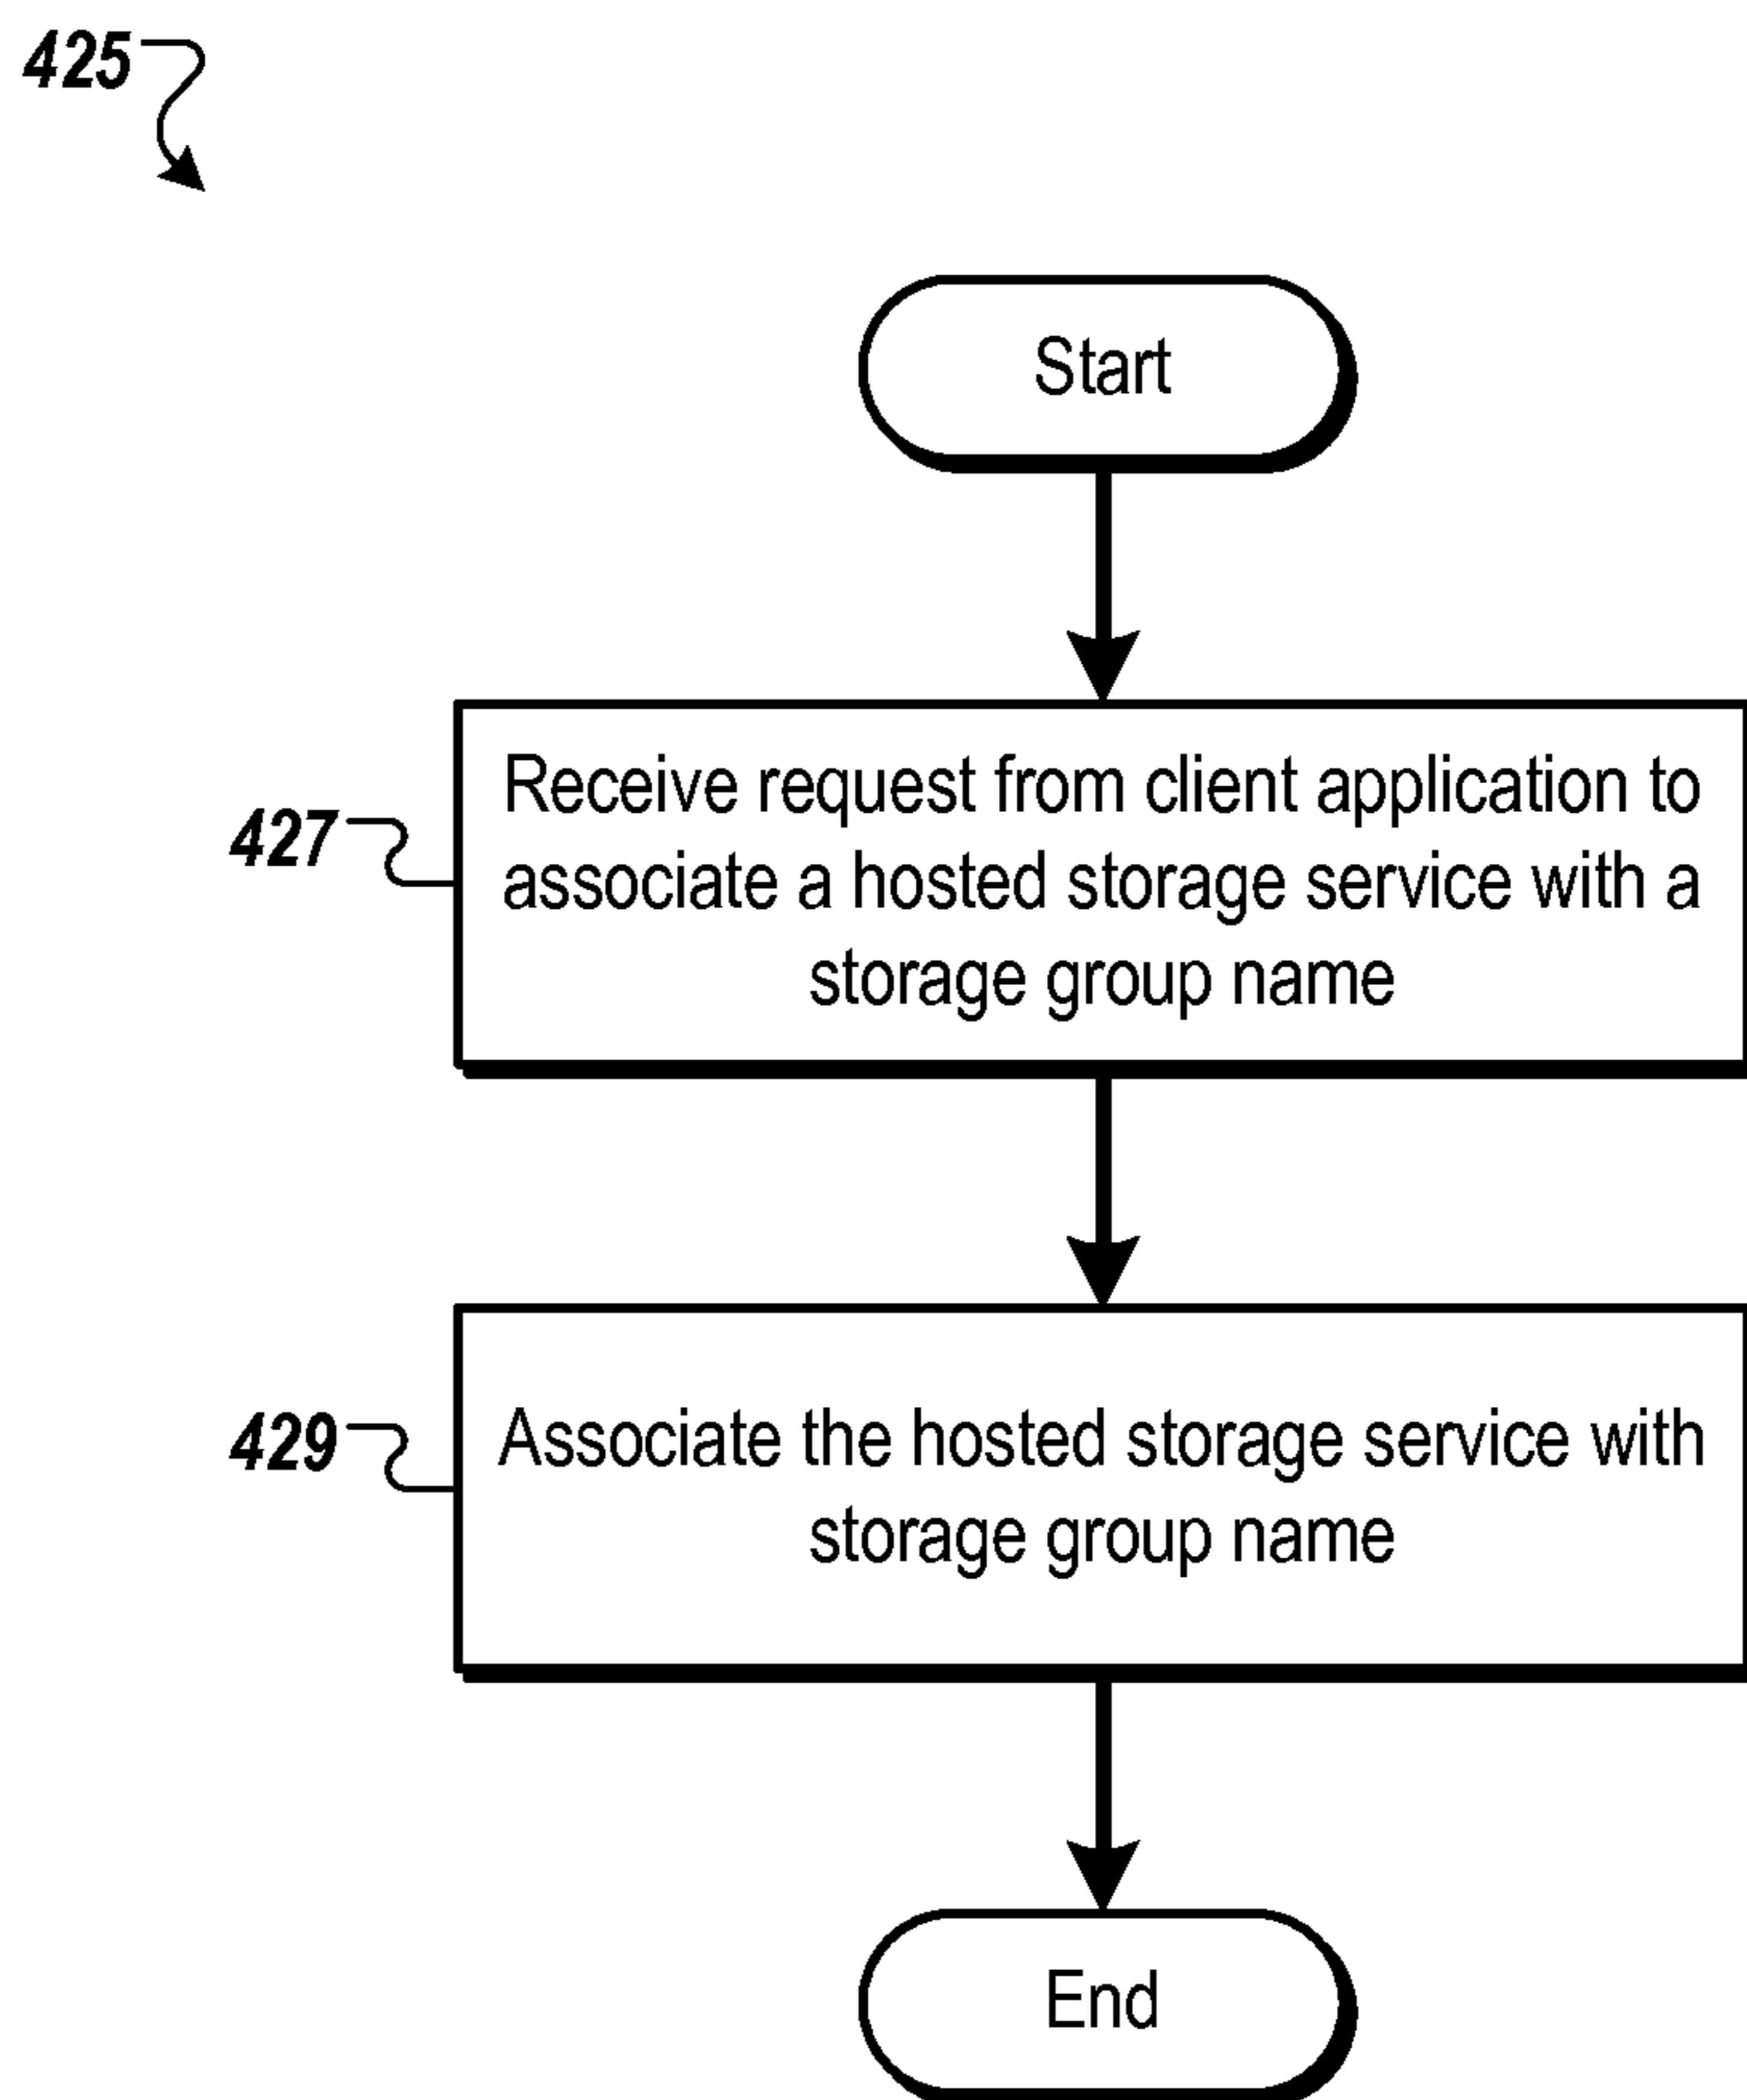 425
Start
427
Receive request from client application to
associate a hosted storage service with a
storage group name
429
Associate the hosted storage service with
storage group name
End